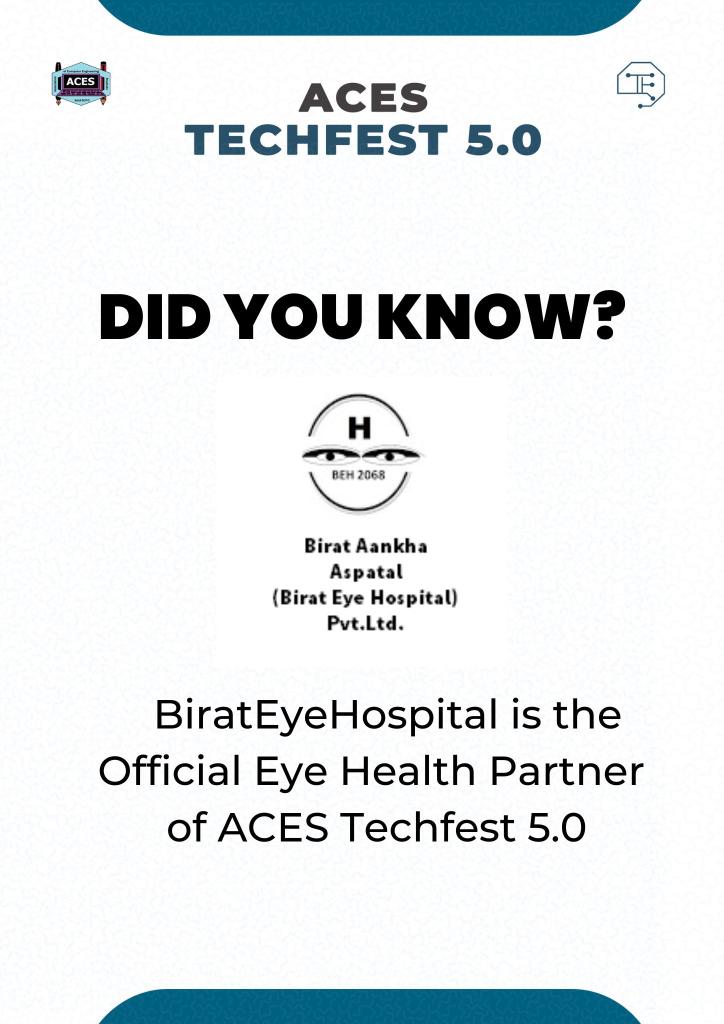 ACES
ACES
TECHFEST 5.0
DID YOU KNOW?
H
BEH 2068
Birat Aankha
Aspatal
(Birat Eye Hospital)
Pvt.Ltd.
BiratEyeHospital is the
Official Eye Health Partner
of ACES Techfest 5.0